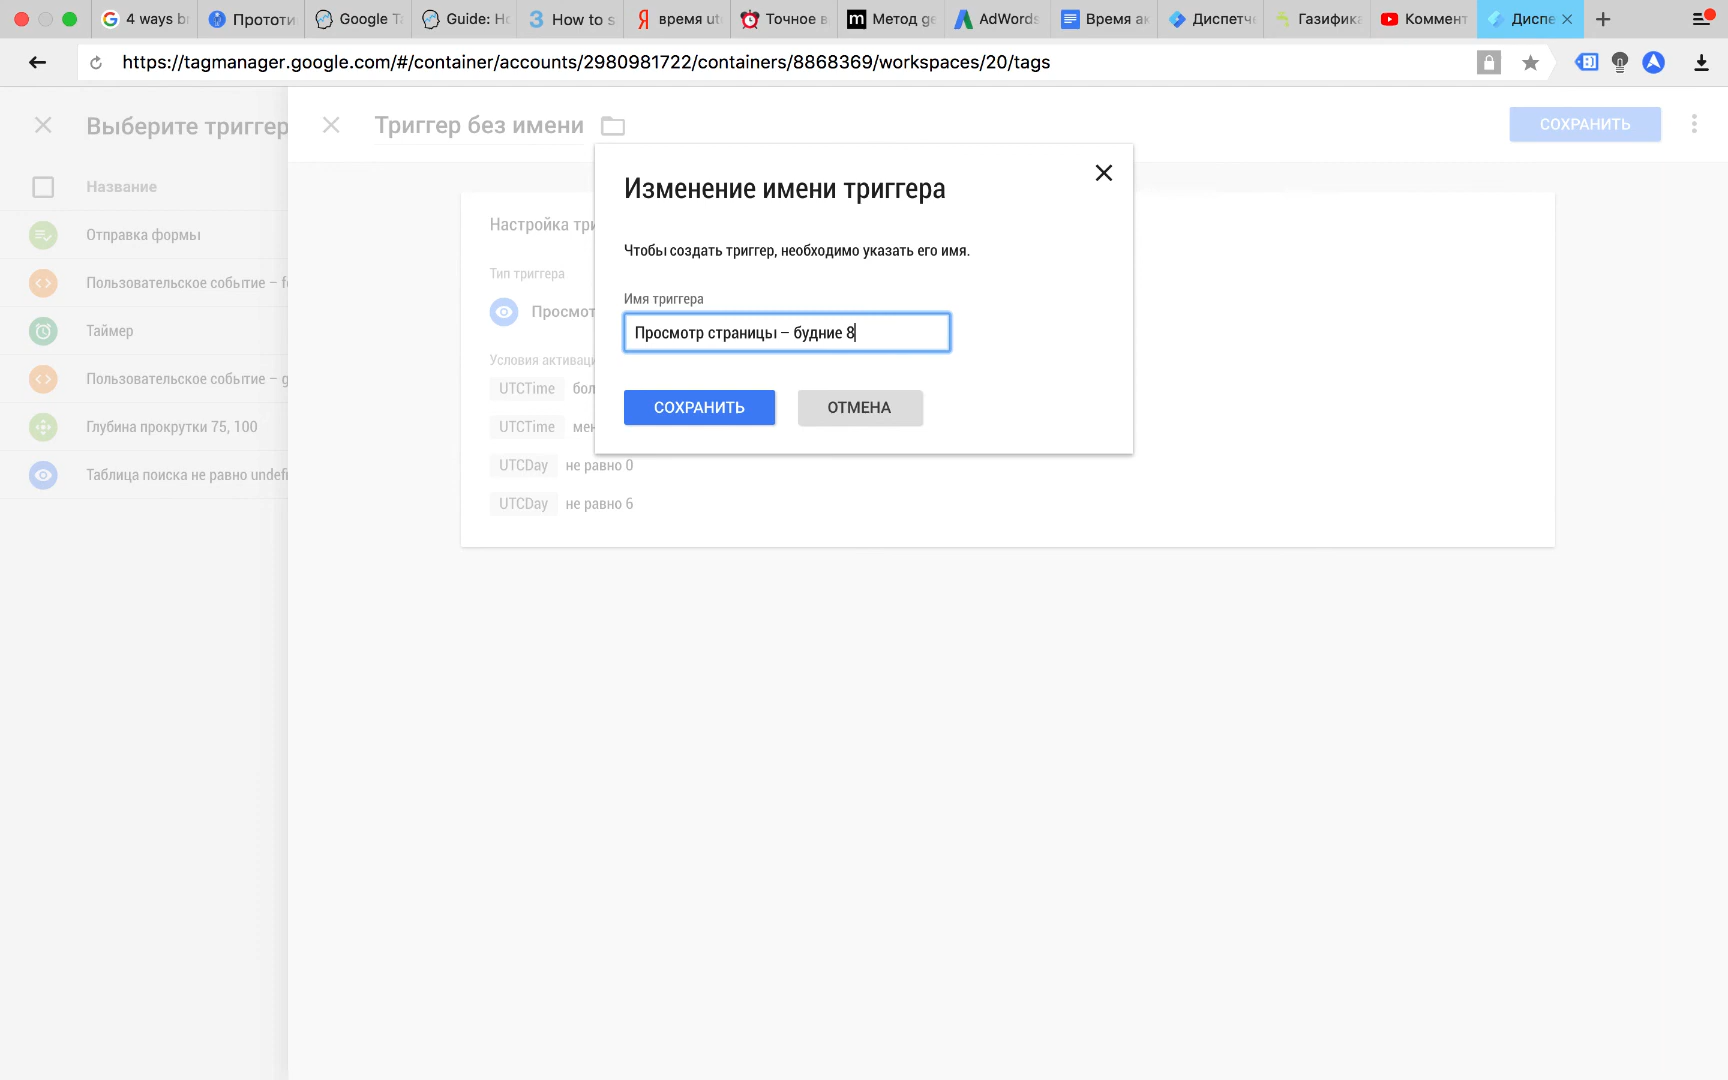 4 ways b
Прототи
Google T
Guide: Ho
How to s
время ut
Точное в
Метод ge
AdWords
Время ак
Диспетч
Газифика
Коммент
Диспе
https://tagmanager.google.com/#/container/accounts/2980981722/containers/8868369/workspaces/20/tags
Выберите триггер
Триггер без имени
СОХРАНИТЬ
Название
Отправка формы
Пользовательское событие – f
Таймер
Пользовательское событие – g
Глубина прокрутки 75, 100
Таблица поиска не равно undefi
Настройка три
Тип триггера
Просмот
Условия активаци
UTCTime бол
UTCTime мен
UTCDay не равно 0
UTCDay не равно 6
Изменение имени триггера
Чтобы создать триггер, необходимо указать его имя.
Имя триггера
Просмотр страницы – будние 8
СОХРАНИТЬ
ОТМЕНА